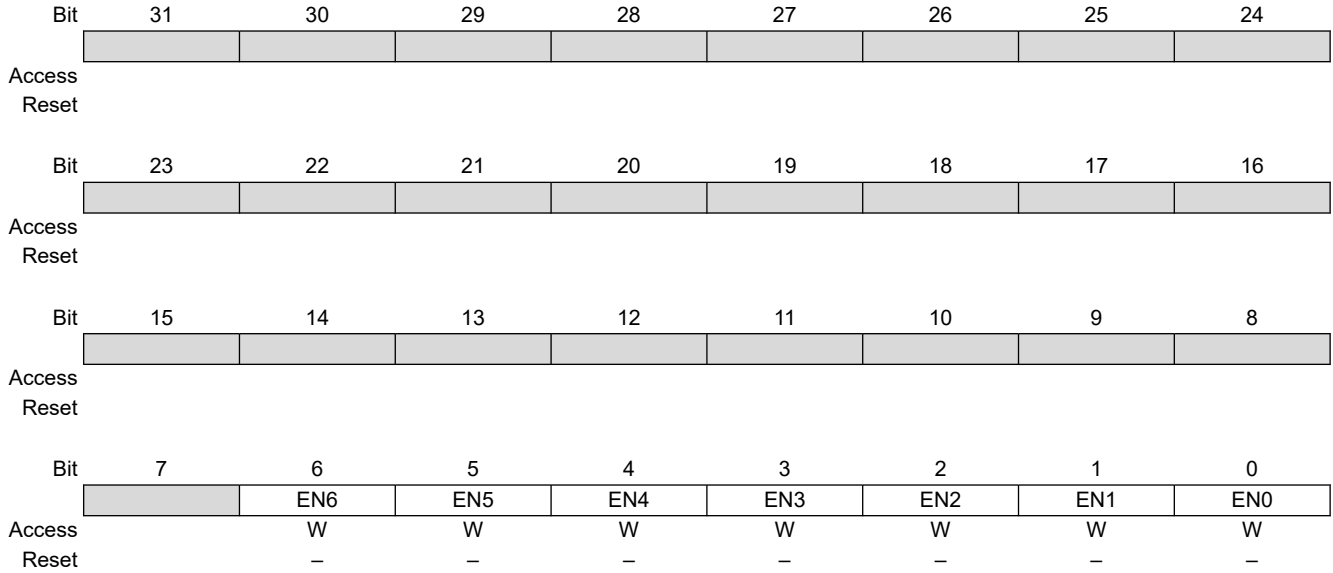 Bit 31 30 29 28 27 26 25 24
Access
Reset
Bit 23 22 21 20 19 18 17 16
Access
Reset
Bit 15 14 13 12 11 10 9 8
Access
Reset
Bit 7 6 5 4 3 2 1 0
EN6 EN5 EN4 EN3 EN2 EN1 EN0
Access W W W W W W W
Reset – – – – – – –